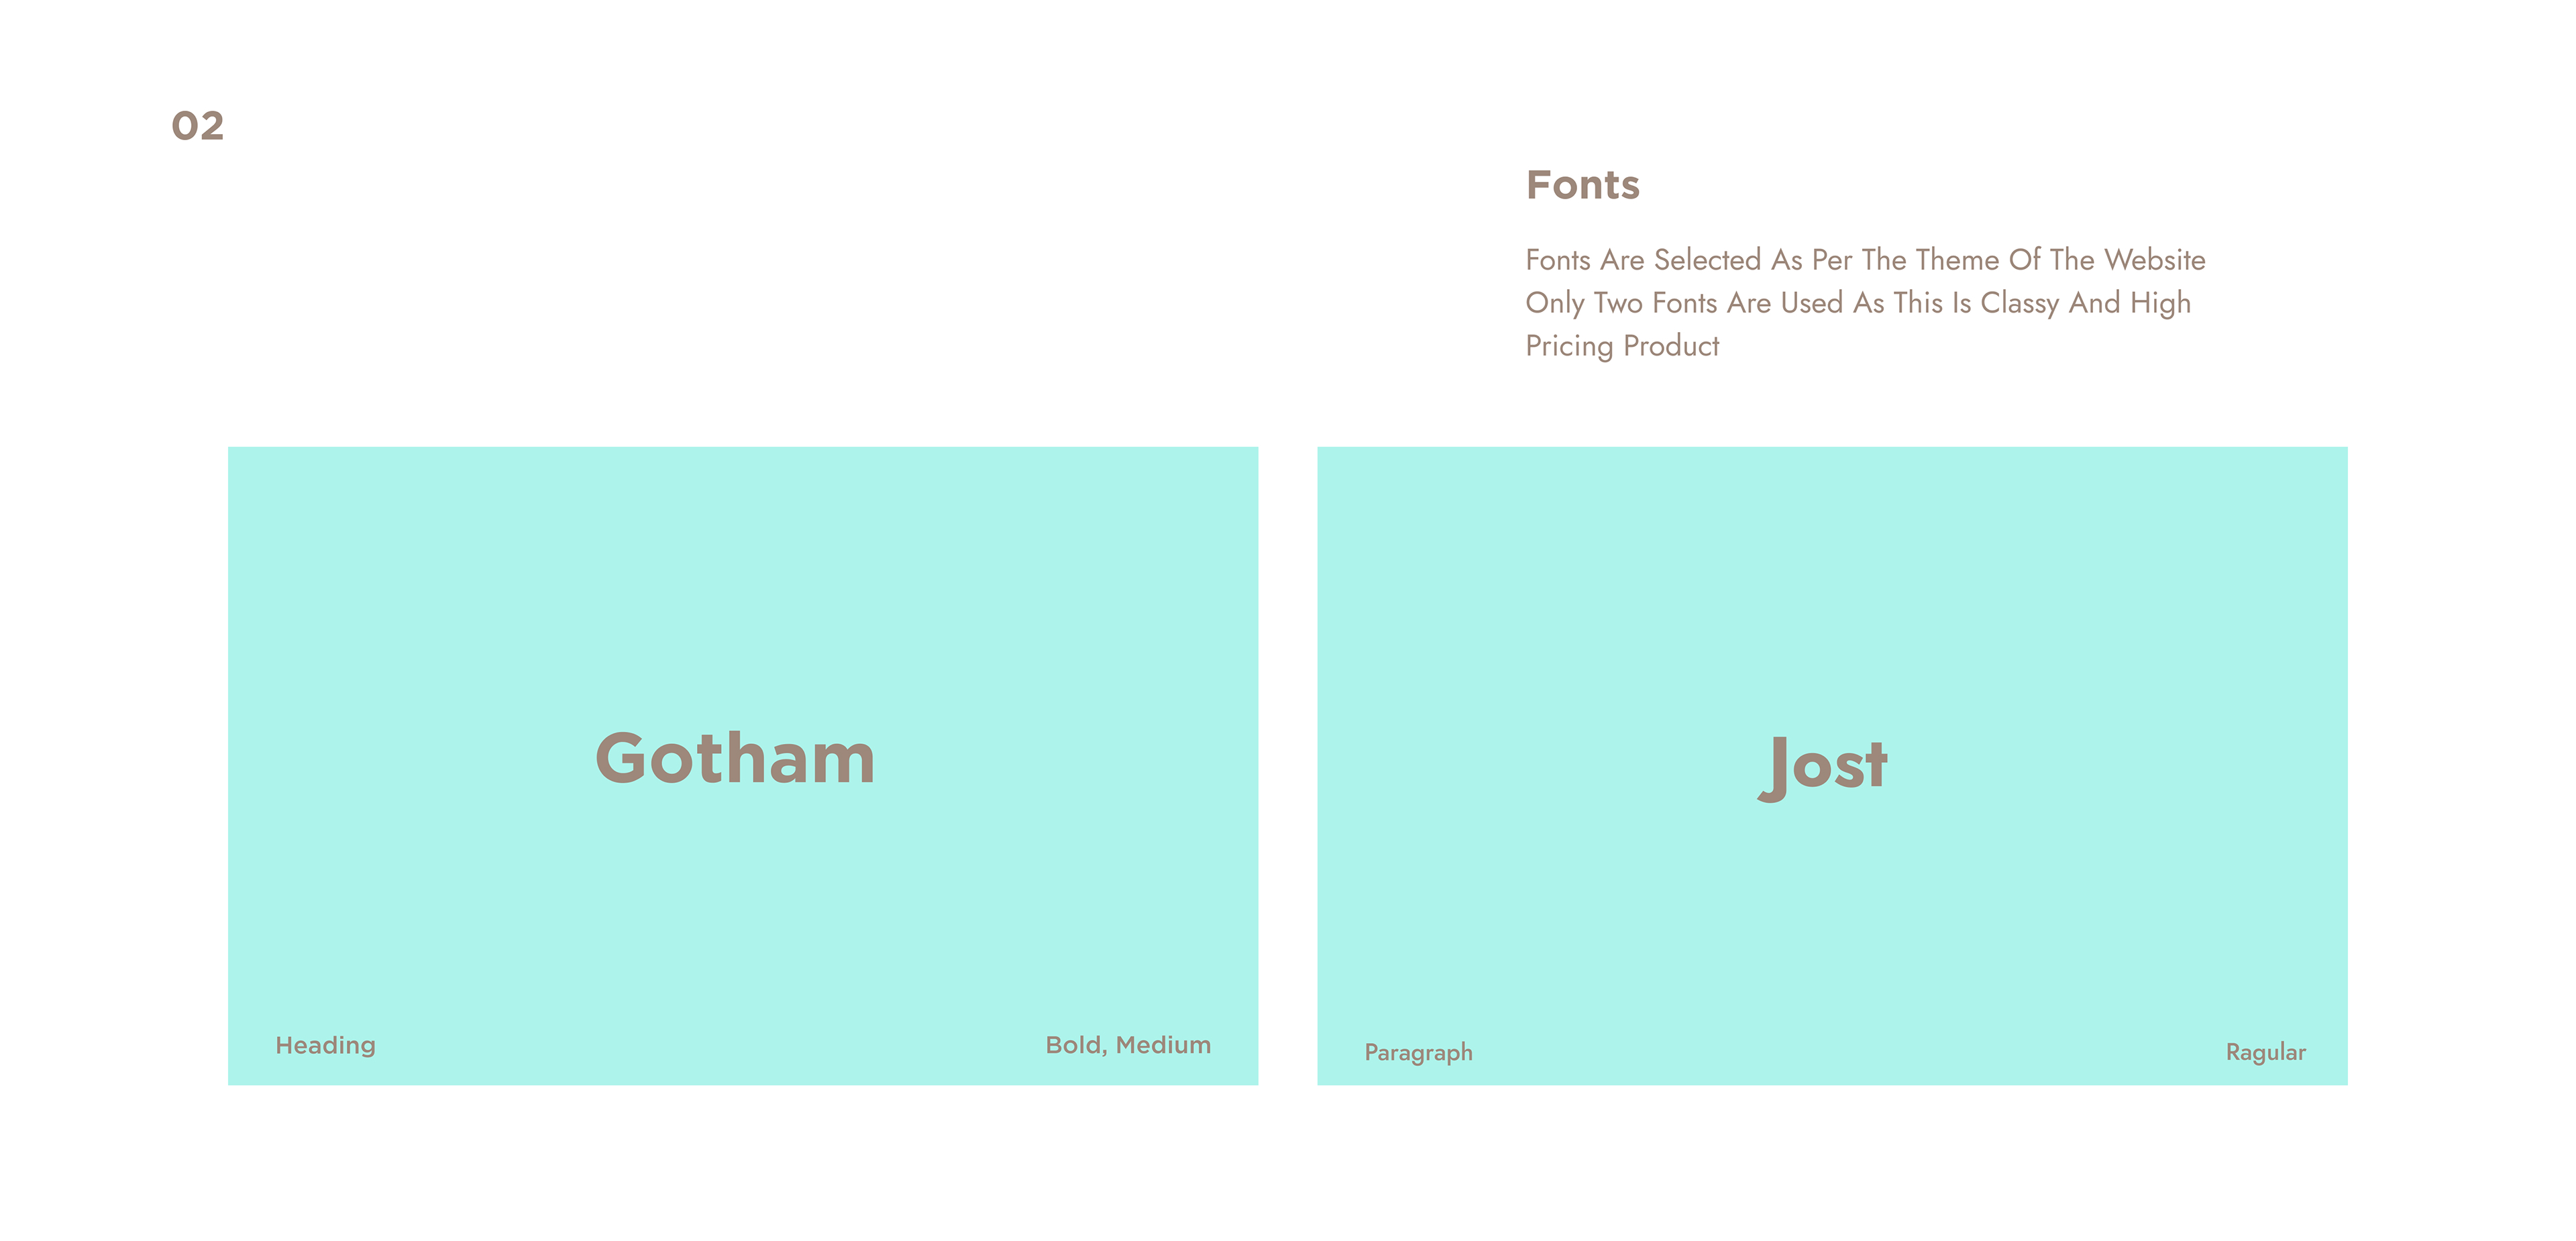 02
Fonts
Fonts Are Selected As Per The Theme Of The Website
Only Two Fonts Are Used As This Is Classy And High
Pricing Product
Gotham
Heading
Bold, Medium
Jost
Paragraph
Ragular